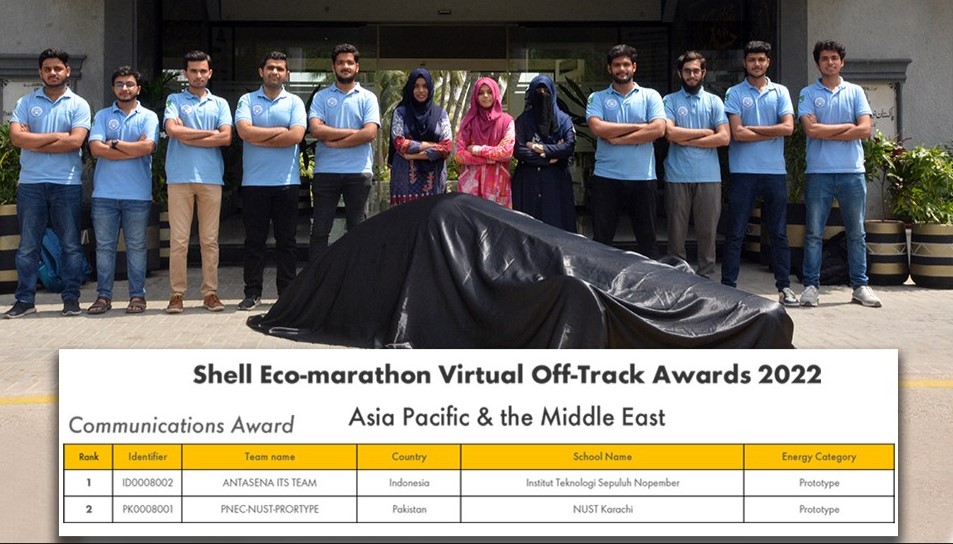 Shell Eco-marathon Virtual Off-Track Awards 2022
Communications Award Asia Pacific & the Middle East
Rank Identifier Team name Country School Name Energy Category
1 ID0008002 ANTASENA ITS TEAM Indonesia Institut Teknologi Sepuluh Nopember Prototype
2 PK0008001 PNEC-NUST-PRORTYPE Pakistan NUST Karachi Prototype